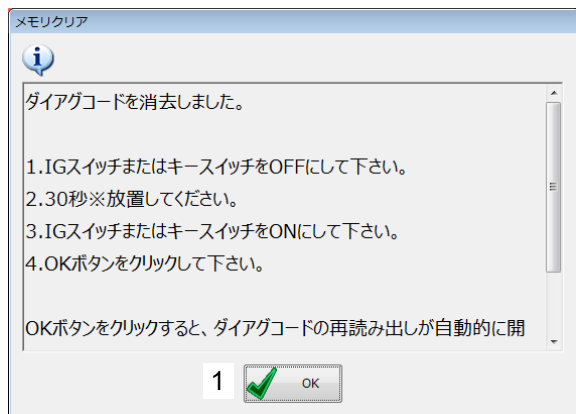 メモリクリア
ダイアグコードを消去しました。
1.IGスイッチまたはキースイッチをOFFにして下さい。
2.30秒※放置してください。
3.IGスイッチまたはキースイッチをONにして下さい。
4.OKボタンをクリックして下さい。
OKボタンをクリックすると、ダイアグコードの再読み出しが自動的に開
1
OK